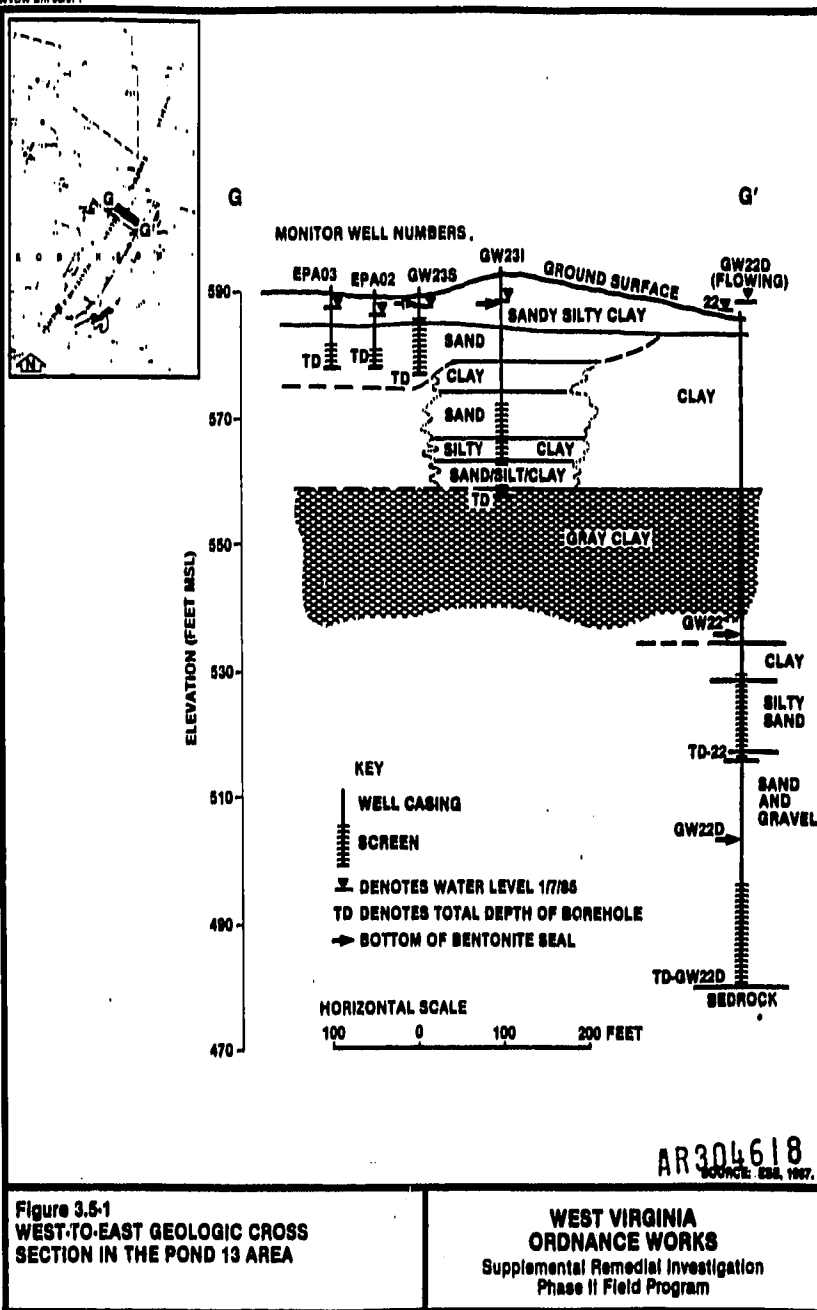 G
G
N
G
G'
MONITOR WELL NUMBERS
EPA03
EPA02
GW23S
GW23I
GROUND SURFACE
GW22D
(FLOWING)
22
590
SANDY SILTY CLAY
SAND
TD
TD
TD
CLAY
CLAY
570
SAND
SILTY CLAY
SAND/SILT/CLAY
TD
GRAY CLAY
550
ELEVATION (FEET MSL)
GW22
530
CLAY
SILTY
SAND
TD-22
SAND
AND
GRAVEL
KEY
WELL CASING
510
SCREEN
GW22D
DENOTES WATER LEVEL 1/7/86
TD DENOTES TOTAL DEPTH OF BOREHOLE
BOTTOM OF BENTONITE SEAL
490
TD-GW22D
BEDROCK
HORIZONTAL SCALE
100 0 100 200 FEET
470
AR304618
SOURCE: ESE, 1987.
Figure 3.5-1
WEST-TO-EAST GEOLOGIC CROSS
SECTION IN THE POND 13 AREA
WEST VIRGINIA
ORDNANCE WORKS
Supplemental Remedial Investigation
Phase II Field Program